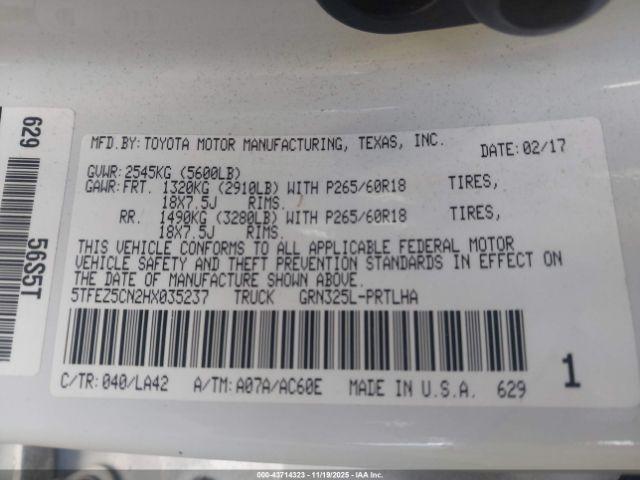 MFD.BY: TOYOTA MOTOR MANUFACTURING, TEXAS, INC. DATE: 02/17
GVWR: 2545KG (5600LB)
GAWR: FRT. 1320KG (2910LB) WITH P265/60R18 TIRES,
18X7.5J RIMS.
RR. 1490KG (3280LB) WITH P265/60R18 TIRES,
18X7.5J RIMS.
THIS VEHICLE CONFORMS TO ALL APPLICABLE FEDERAL MOTOR
VEHICLE SAFETY AND THEFT PREVENTION STANDARDS IN EFFECT ON
THE DATE OF MANUFACTURE SHOWN ABOVE.
5TFEZ5CN2HX035237 TRUCK GRN325L-PRTLHA
C/TR: 040/LA42 A/TM: A07A/AC60E MADE IN U.S.A. 629
1
629
56S5T
000-43714323 - 11/19/2025 - IAAI.COM